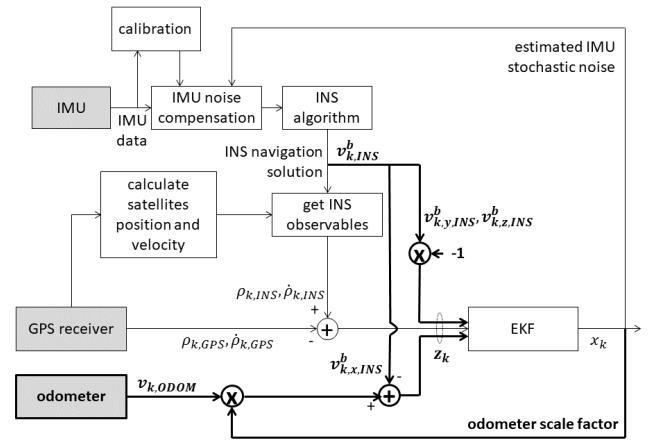 calibration
estimated IMU
stochastic noise
IMU
IMU
data
IMU noise
compensation
INS
algorithm
INS navigation
solution
v^b_{k,INS}
calculate
satellites
position and
velocity
get INS
observables
v^b_{k,y,INS}, v^b_{k,z,INS}
x
-1
ρ_{k,INS}, ρ̇_{k,INS}
+
GPS receiver
-
+
ρ_{k,GPS}, ρ̇_{k,GPS}
z_k
EKF
x_k
v^b_{k,x,INS}
-
odometer
v_{k,ODOM}
x
+
+
odometer scale factor